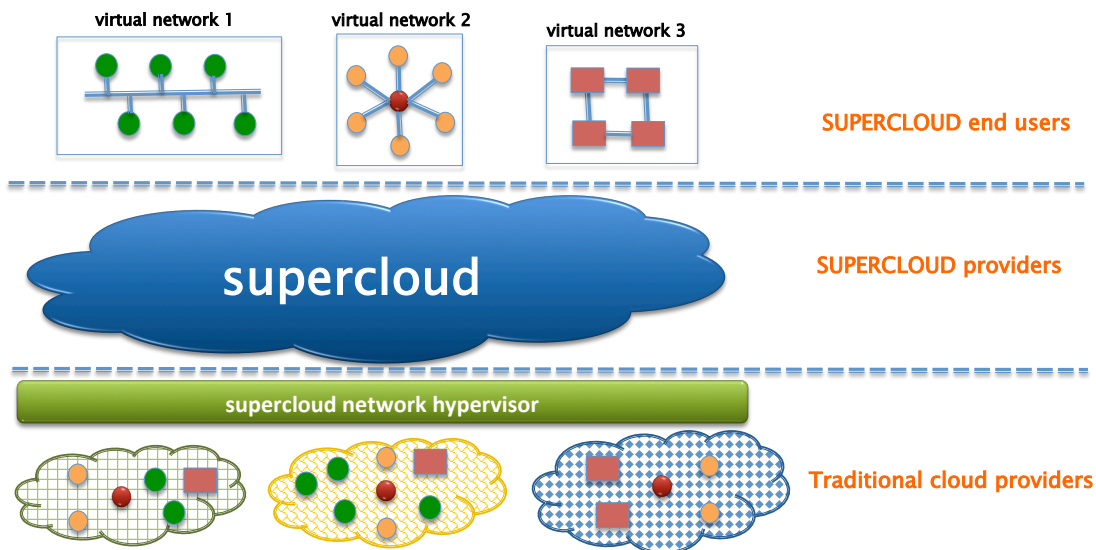 virtual network 1
virtual network 2
virtual network 3
SUPERCLOUD end users
supercloud
SUPERCLOUD providers
supercloud network hypervisor
Traditional cloud providers